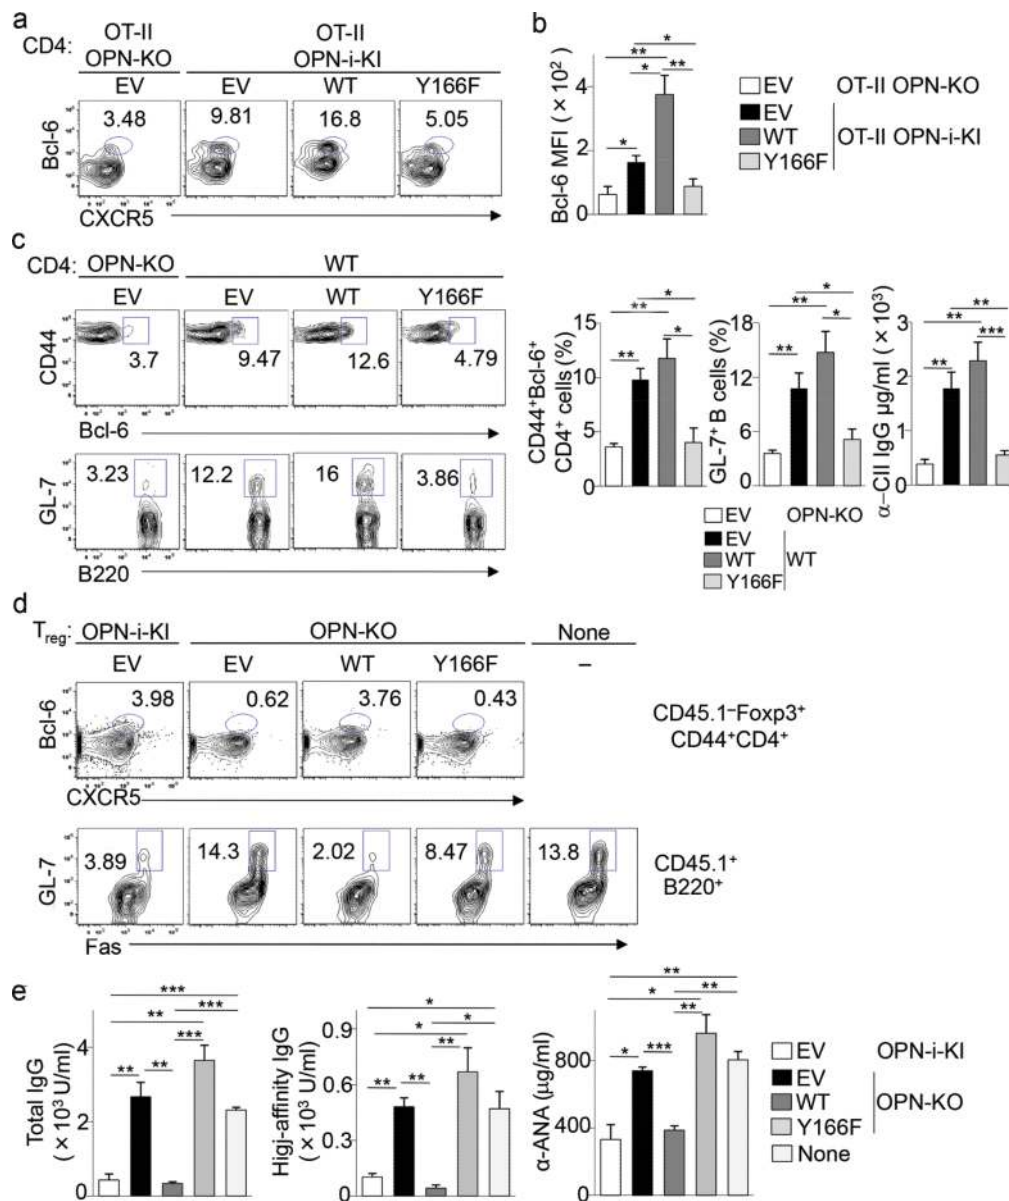 a
CD4: OT-II OPN-KO OT-II OPN-i-KI
EV EV WT Y166F
3.48 9.81 16.8 5.05
Bcl-6
CXCR5
b
Bcl-6 MFI (× 10²)
4
2
0
* ** * * **
EV OT-II OPN-KO
EV
WT OT-II OPN-i-KI
Y166F
c
CD4: OPN-KO WT
EV EV WT Y166F
CD44
3.7 9.47 12.6 4.79
Bcl-6
GL-7
3.23 12.2 16 3.86
B220
CD44⁺Bcl-6⁺
CD4⁺ cells (%)
15
10
5
0
** ** * *
GL-7⁺ B cells (%)
18
12
6
0
** ** * *
α–CII IgG µg/ml (× 10³)
3
2
1
0
** ** ** ***
EV OPN-KO
EV
WT WT
Y166F
d
Treg: OPN-i-KI OPN-KO None
EV EV WT Y166F –
3.98 0.62 3.76 0.43
Bcl-6
CXCR5
CD45.1⁻Foxp3⁺
CD44⁺CD4⁺
GL-7
3.89 14.3 2.02 8.47 13.8
Fas
CD45.1⁺
B220⁺
e
Total IgG
(× 10³ U/ml)
4
2
0
*** *** ** *** ** **
Higj-affinity IgG
(× 10³ U/ml)
0.9
0.6
0.3
0
* * * ** ** **
α-ANA (µg/ml)
800
400
0
** * ** ** * ***
EV OPN-i-KI
EV
WT OPN-KO
Y166F
None